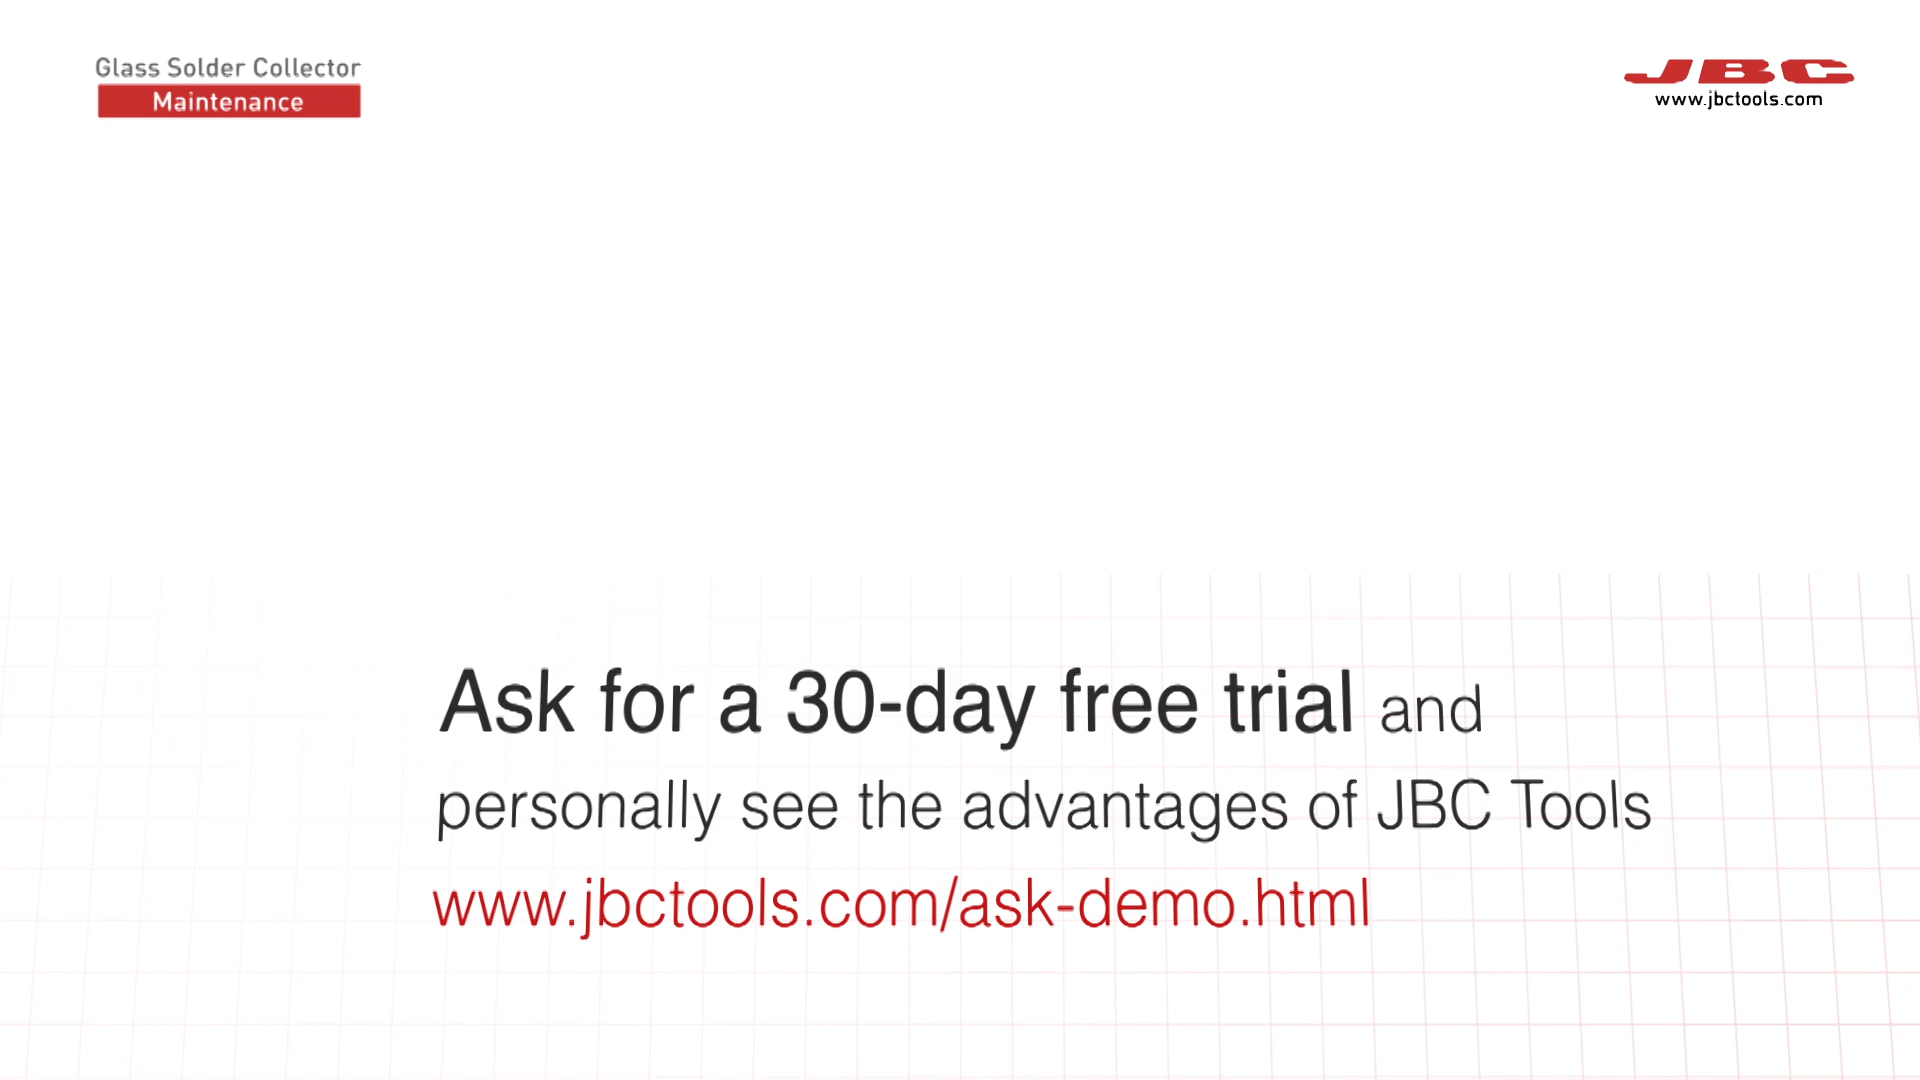 Glass Solder Collector
Maintenance
JBC
www.jbctools.com
Ask for a 30-day free trial and
personally see the advantages of JBC Tools
www.jbctools.com/ask-demo.html